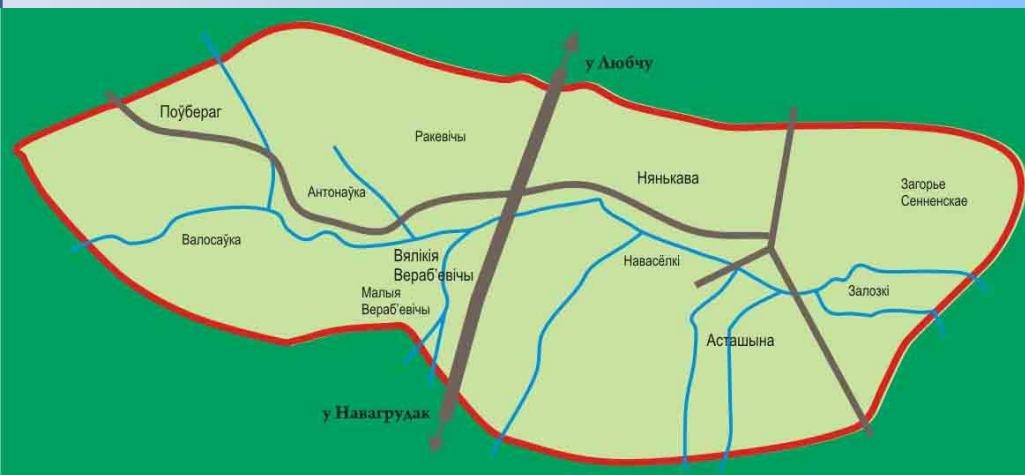 у Любчу
Поўбераг
Ракевічы
Нянькава
Антонаўка
Загорье
Сенненскае
Валосаўка
Вялікія
Вераб'евічы
Навасёлкі
Малыя
Вераб'евічы
Залозкі
Асташына
у Навагрудак